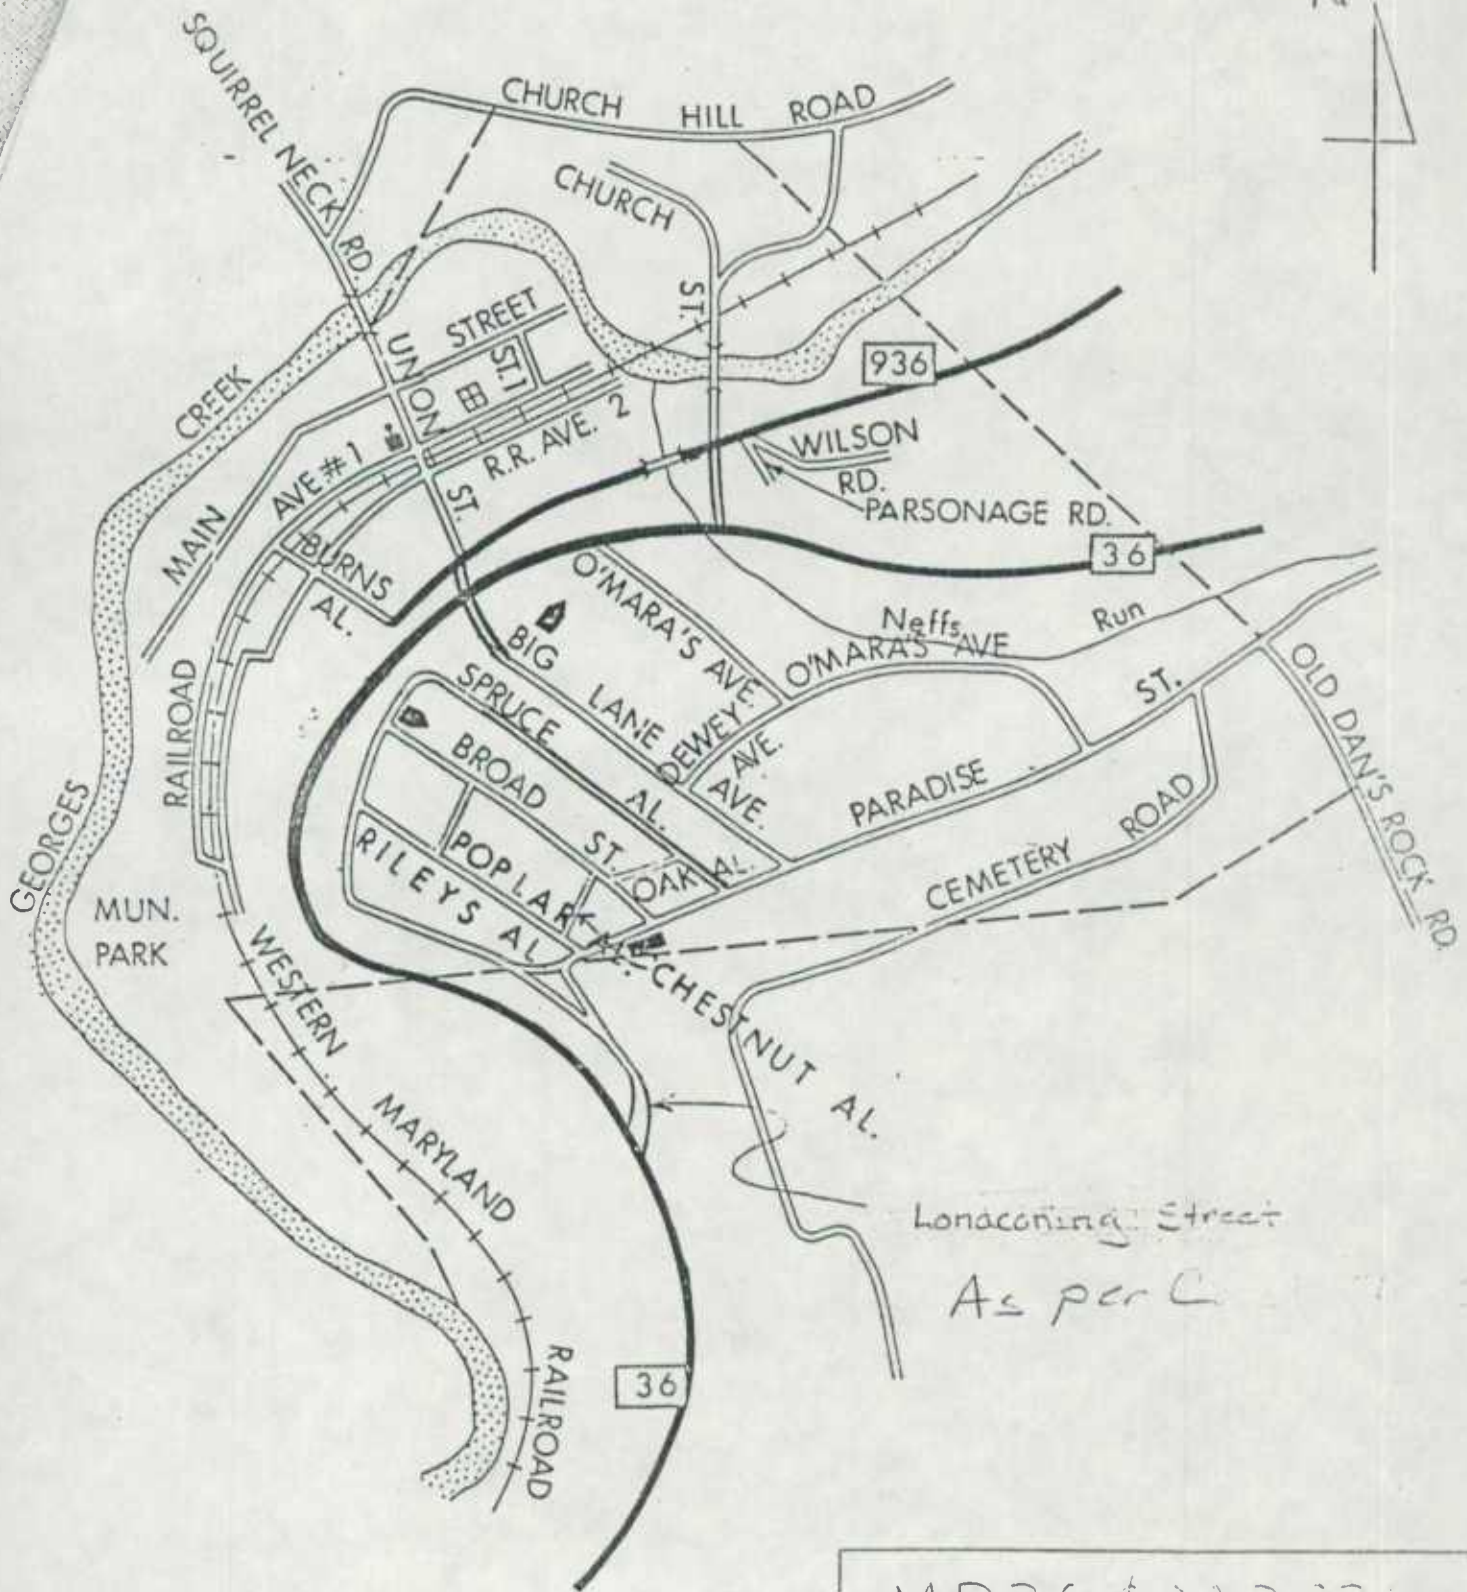 N
SQUIRREL NECK RD.
CHURCH HILL ROAD
CHURCH ST.
STREET
ST. 1
UNION ST.
CREEK
936
R.R. AVE. 2
AVE #1
MAIN
WILSON RD.
PARSONAGE RD.
36
BURNS AL.
O'MARA'S AVE.
Neffs Run
O'MARA'S AVE
BIG LANE AVE.
DEWEY AVE.
SPRUCE AL.
ST.
OLD DAN'S ROCK RD.
RAILROAD
BROAD ST.
PARADISE
GEORGES
RILEYS AL
POPLAR AL.
OAK AL.
CEMETERY ROAD
MUN. PARK
CHESTNUT AL.
WESTERN
MARYLAND
RAILROAD
Lonaconing Street
As per C
36